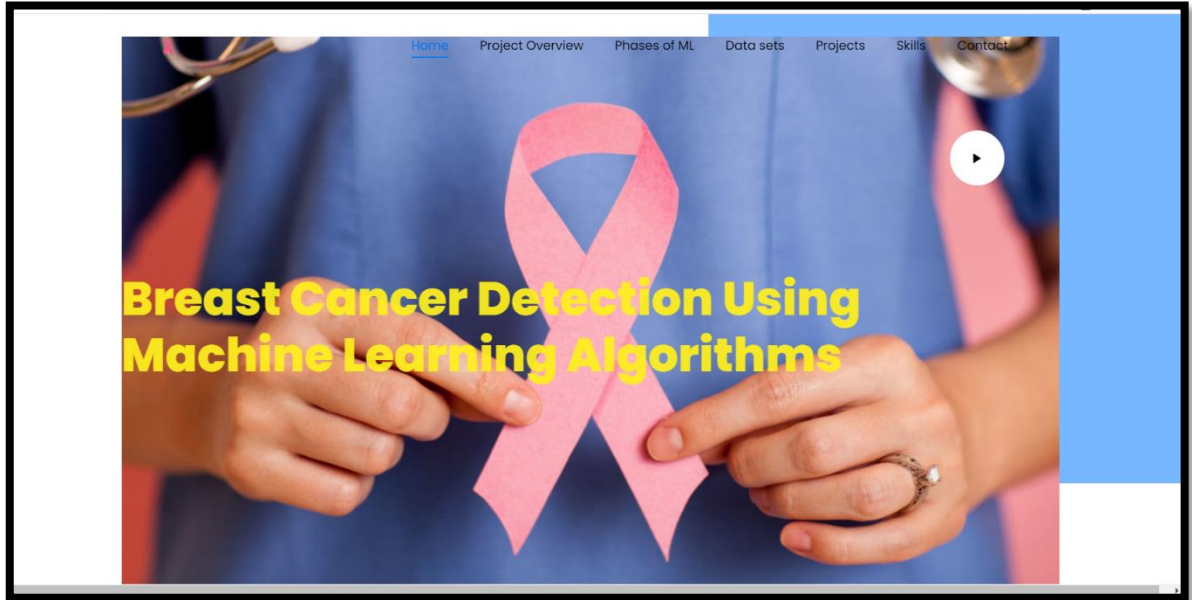 Home Project Overview Phases of ML Data sets Projects Skills Contact
Breast Cancer Detection Using
Machine Learning Algorithms